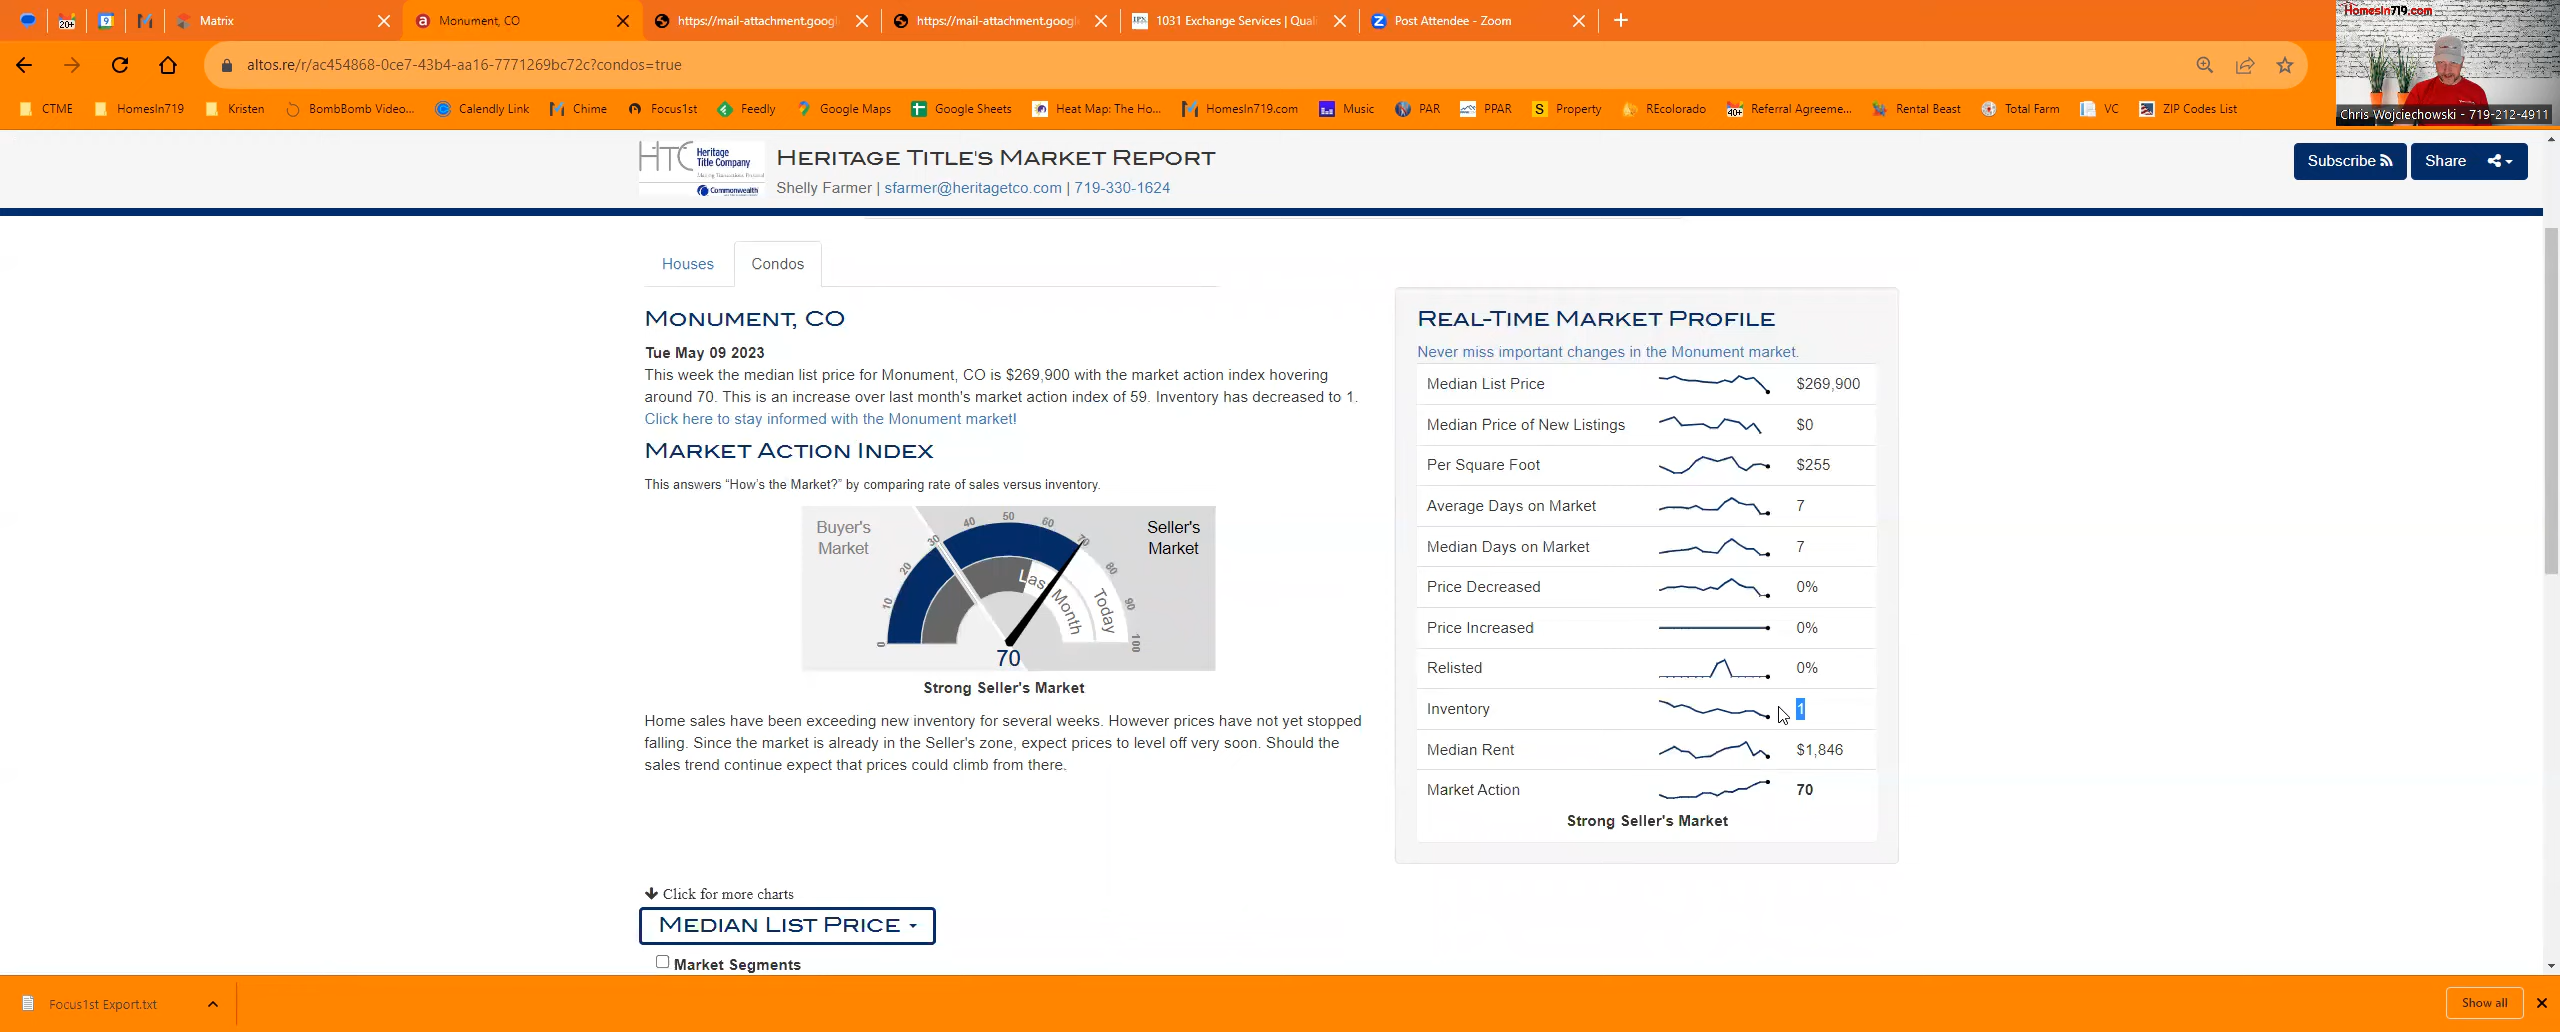 Matrix
Monument, CO
https://mail-attachment.googl
https://mail-attachment.googl
1031 Exchange Services | Quali
Post Attendee - Zoom
altos.re/r/ac454868-0ce7-43b4-aa16-7771269bc72c?condos=true
CTME
HomesIn719
Kristen
BombBomb Video...
Calendly Link
Chime
Focus1st
Feedly
Google Maps
Google Sheets
Heat Map: The Ho...
HomesIn719.com
Music
PAR
PPAR
Property
REcolorado
Referral Agreeme...
Rental Beast
Total Farm
VC
ZIP Codes List
HomesIn719.com
Chris Wojciechowski - 719-212-4911
HTC Heritage Title Company
Commonwealth
HERITAGE TITLE'S MARKET REPORT
Shelly Farmer | sfarmer@heritagetco.com | 719-330-1624
Subscribe
Share
Houses
Condos
MONUMENT, CO
Tue May 09 2023
This week the median list price for Monument, CO is $269,900 with the market action index hovering
around 70. This is an increase over last month's market action index of 59. Inventory has decreased to 1.
Click here to stay informed with the Monument market!
MARKET ACTION INDEX
This answers “How's the Market?” by comparing rate of sales versus inventory.
Buyer's
Market
Seller's
Market
0
10
20
30
40
50
60
70
80
90
100
Las Month
Today
70
Strong Seller's Market
Home sales have been exceeding new inventory for several weeks. However prices have not yet stopped
falling. Since the market is already in the Seller's zone, expect prices to level off very soon. Should the
sales trend continue expect that prices could climb from there.
REAL-TIME MARKET PROFILE
Never miss important changes in the Monument market.
Median List Price $269,900
Median Price of New Listings $0
Per Square Foot $255
Average Days on Market 7
Median Days on Market 7
Price Decreased 0%
Price Increased 0%
Relisted 0%
Inventory 1
Median Rent $1,846
Market Action 70
Strong Seller's Market
Click for more charts
MEDIAN LIST PRICE
Market Segments
Focus1st Export.txt
Show all